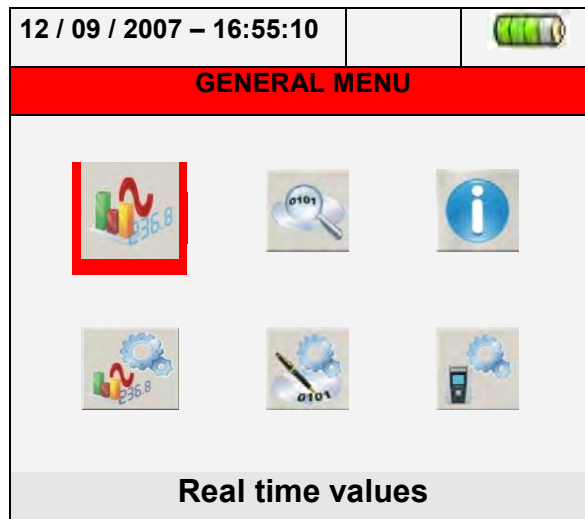 12 / 09 / 2007 – 16:55:10
GENERAL MENU
236.8
0101
i
236.8
0101
Real time values